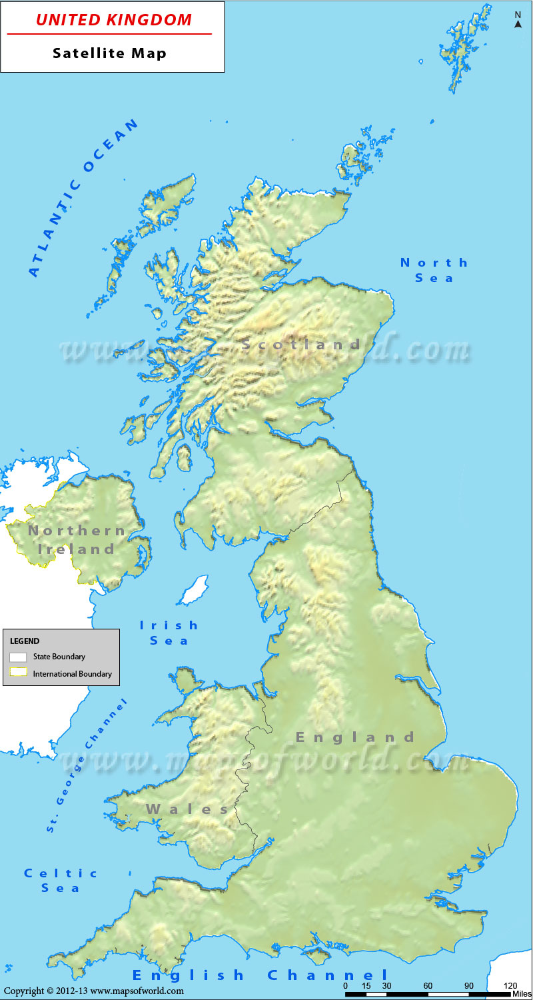 UNITED KINGDOM
Satellite Map
N
ATLANTIC OCEAN
North
Sea
Scotland
www.mapsofworld.com
Northern
Ireland
Irish
Sea
LEGEND
State Boundary
International Boundary
St. George Channel
England
www.mapsofworld.com
Wales
Celtic
Sea
English Channel
Copyright © 2012-13 www.mapsofworld.com
0 15 30 60 90 120
Miles